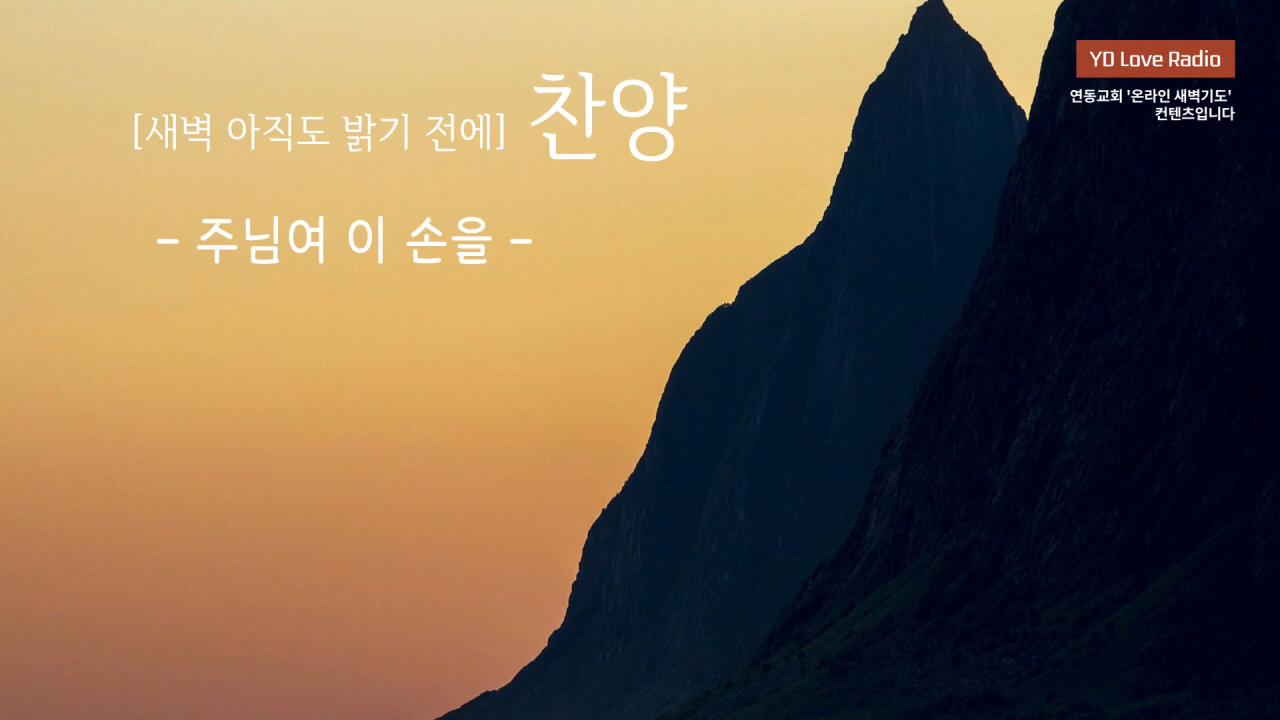 [새벽 아직도 밝기 전에] 찬양
- 주님여 이 손을 -
YD Love Radio
연동교회 '온라인 새벽기도'
컨텐츠입니다